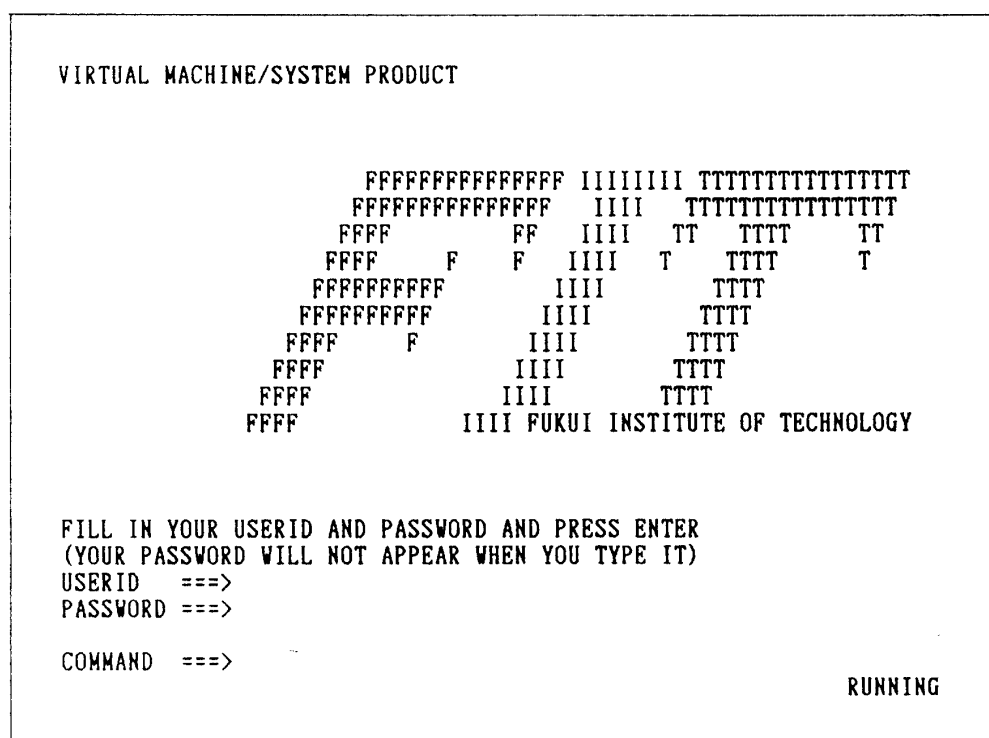 VIRTUAL MACHINE/SYSTEM PRODUCT
FFFFFFFFFFFFFFF IIIIIIII TTTTTTTTTTTTTTTT
FFFFFFFFFFFFFFF IIII TTTTTTTTTTTTTTTT
FFFF FF IIII TT TTTT TT
FFFF F F IIII T TTTT T
FFFFFFFFFF IIII TTTT
FFFFFFFFFF IIII TTTT
FFFF F IIII TTTT
FFFF IIII TTTT
FFFF IIII TTTT
FFFF IIII FUKUI INSTITUTE OF TECHNOLOGY
FILL IN YOUR USERID AND PASSWORD AND PRESS ENTER
(YOUR PASSWORD WILL NOT APPEAR WHEN YOU TYPE IT)
USERID ===>
PASSWORD ===>
COMMAND ===>
RUNNING